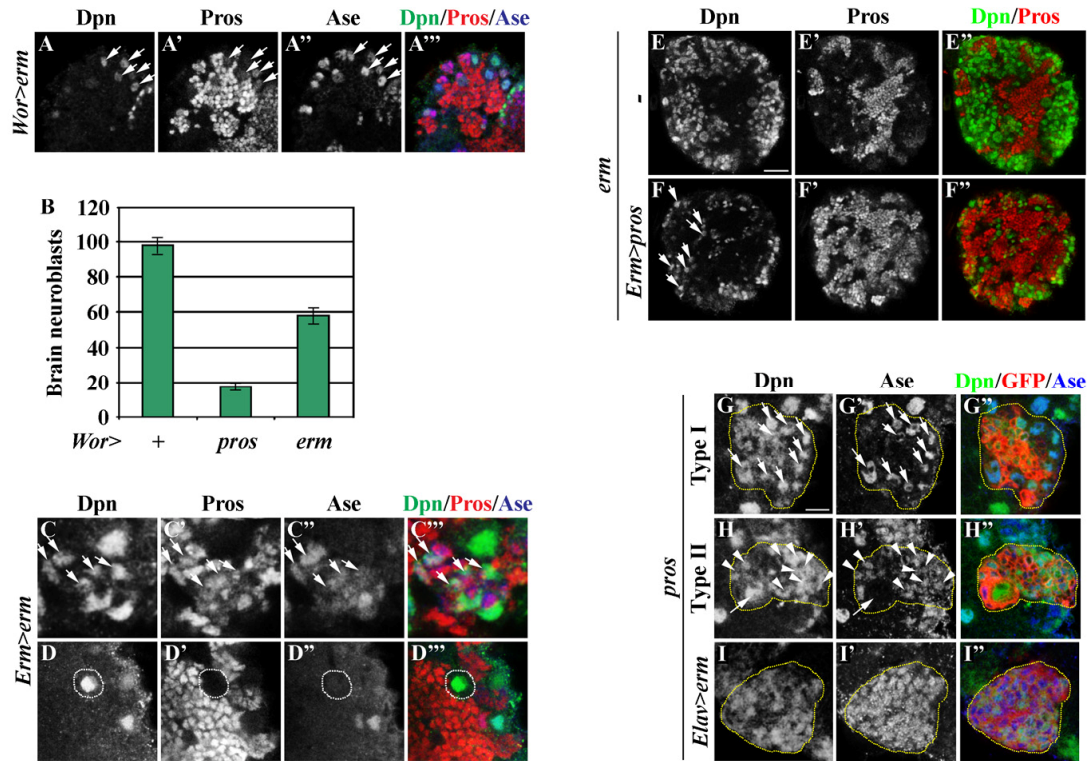 Dpn Pros Ase Dpn/Pros/Ase
Wor>erm
A A' A'' A'''
B
Brain neuroblasts
120
100
80
60
40
20
0
Wor> + pros erm
Dpn Pros Ase Dpn/Pros/Ase
Erm>erm
C C' C'' C'''
D D' D'' D'''
Dpn Pros Dpn/Pros
erm
-
E E' E''
Erm>pros
F F' F''
Dpn Ase Dpn/GFP/Ase
pros
Type I
G G' G''
Type II
H H' H''
Elav>erm
I I' I''